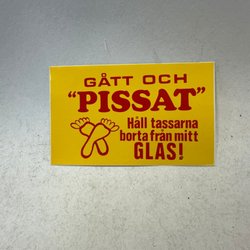 GÅTT OCH
"PISSAT"
Håll tassarna
borta från mitt
GLAS!